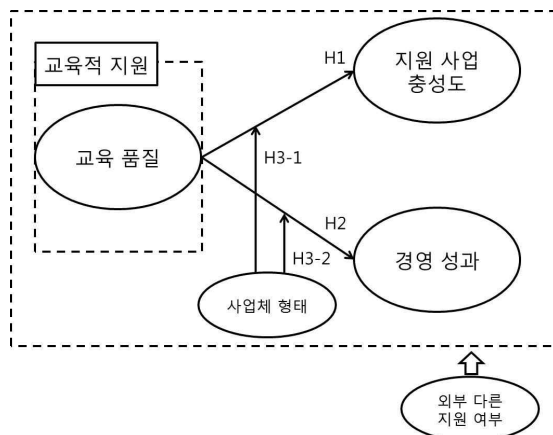 교육적 지원
H1
지원 사업
충성도
교육 품질
H3-1
H2
H3-2
경영 성과
사업체 형태
외부 다른
지원 여부